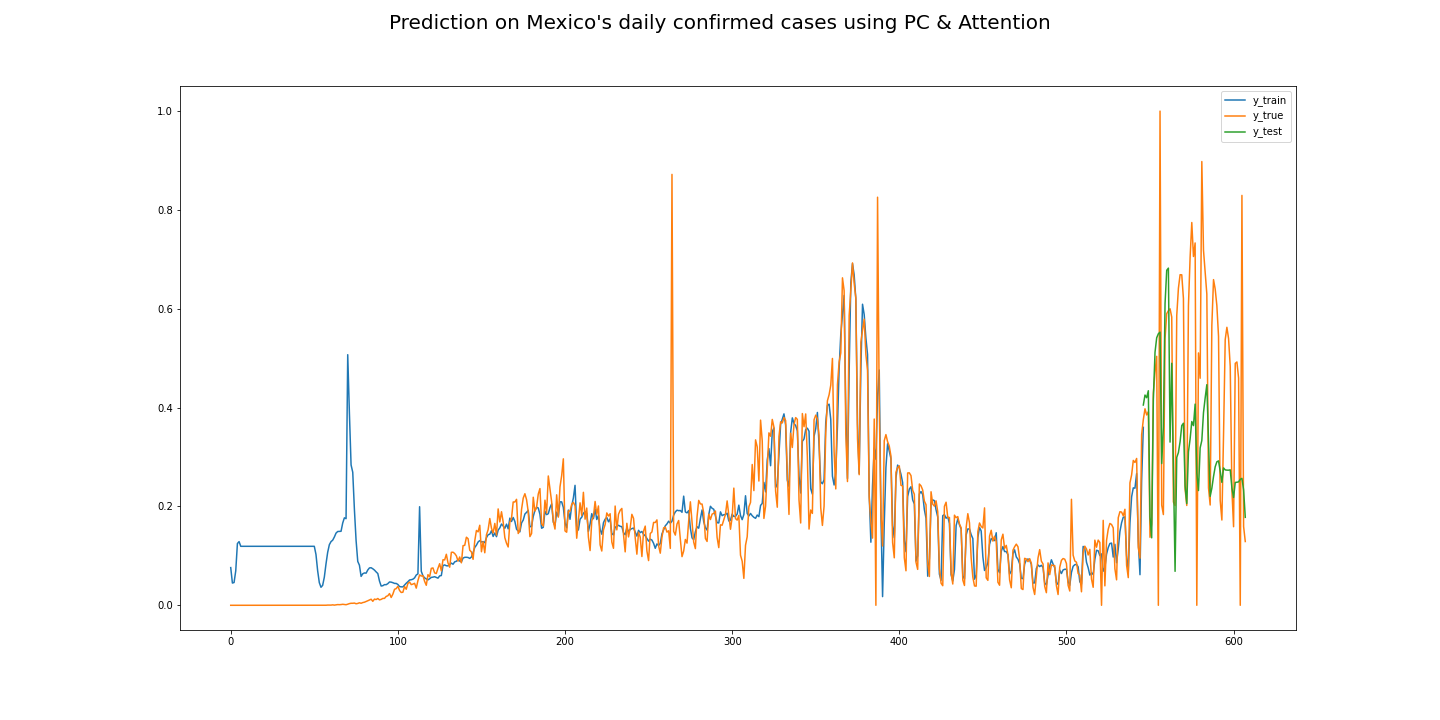 Prediction on Mexico's daily confirmed cases using PC & Attention
y_train
y_true
y_test
1.0
0.8
0.6
0.4
0.2
0.0
0 100 200 300 400 500 600